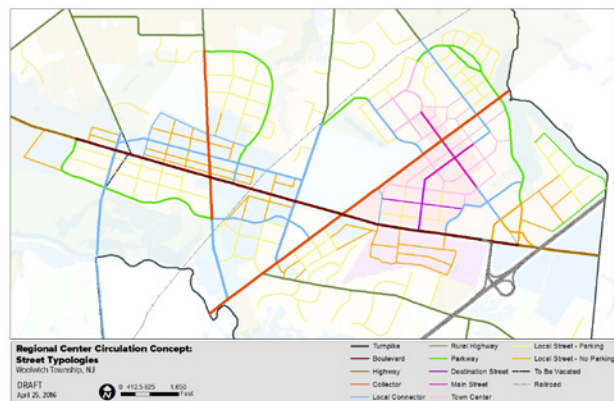 Regional Center Circulation Concept:
Street Typologies
Woolwich Township, NJ
DRAFT
April 25, 2016
0 412.5 825 1,650
Feet
Turnpike
Boulevard
Highway
Collector
Local Connector
Rural Highway
Parkway
Destination Street
Main Street
Town Center
Local Street - Parking
Local Street - No Parking
To Be Vacated
Railroad